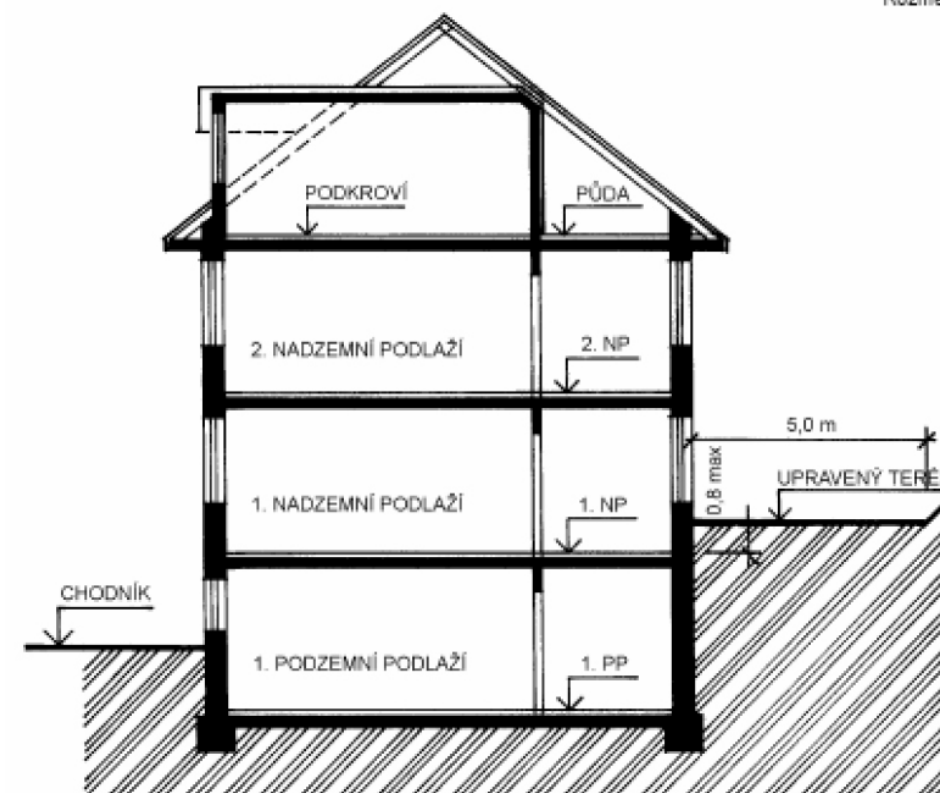 PODKROVÍ
PŮDA
2. NADZEMNÍ PODLAŽÍ
2. NP
5,0 m
0,8 max
UPRAVENÝ TERÉ
1. NADZEMNÍ PODLAŽÍ
1. NP
CHODNÍK
1. PODZEMNÍ PODLAŽÍ
1. PP